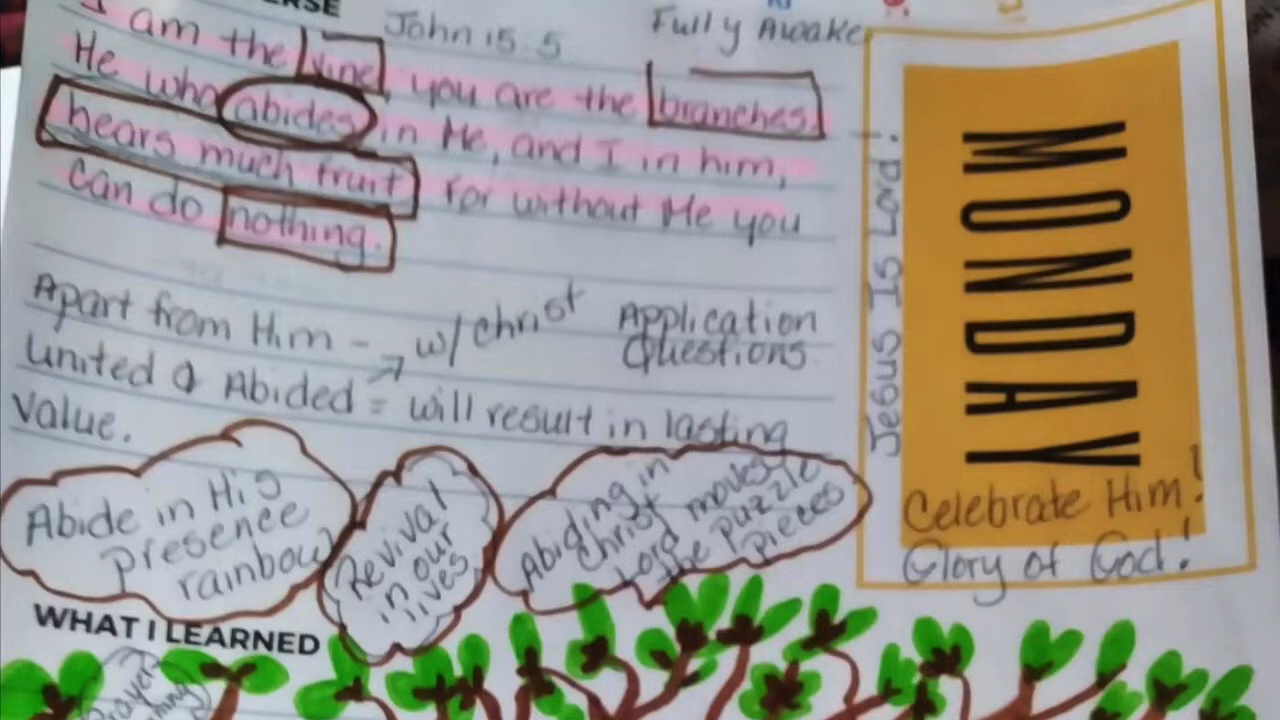 John 15:5 Fully Awake
I am the vine, you are the branches.
He who abides in Me, and I in him,
bears much fruit for without Me you
can do nothing.
Apart from Him -
United & Abided = will result in lasting
value.
w/ Christ
Application
Questions
Abide in His
presence
rainbow
Revival
in our
lives
Abiding in
Christ
Lord moves
the puzzle
pieces
WHAT I LEARNED
Jesus Is Lord!
MONDAY
Celebrate Him!
Glory of God!